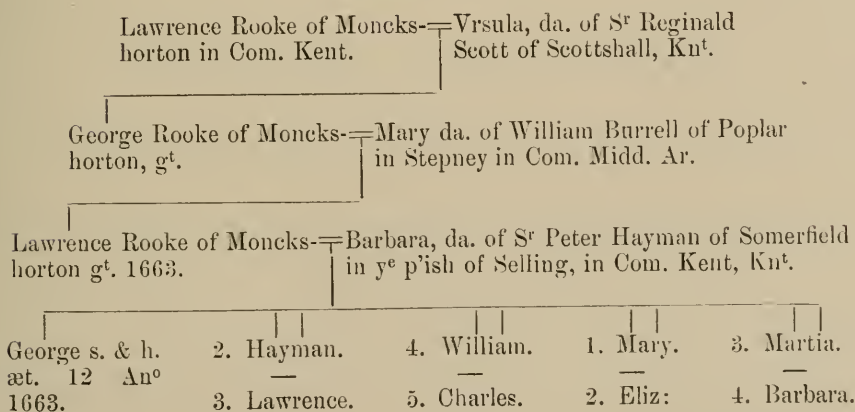 Lawrence Rooke of Moncks-
horton in Com. Kent.
Vrsula, da. of Sʳ Reginald
Scott of Scottshall, Knᵗ.
George Rooke of Moncks-
horton, gᵗ.
Mary da. of William Burrell of Poplar
in Stepney in Com. Midd. Ar.
Lawrence Rooke of Moncks-
horton gᵗ. 1663.
Barbara, da. of Sʳ Peter Hayman of Somerfield
in yᵉ p'ish of Selling, in Com. Kent, Knᵗ.
George s. & h.
æt. 12 Anᵒ
1663.
2. Hayman.
—
3. Lawrence.
4. William.
—
5. Charles.
1. Mary.
—
2. Eliz:
3. Martia.
—
4. Barbara.